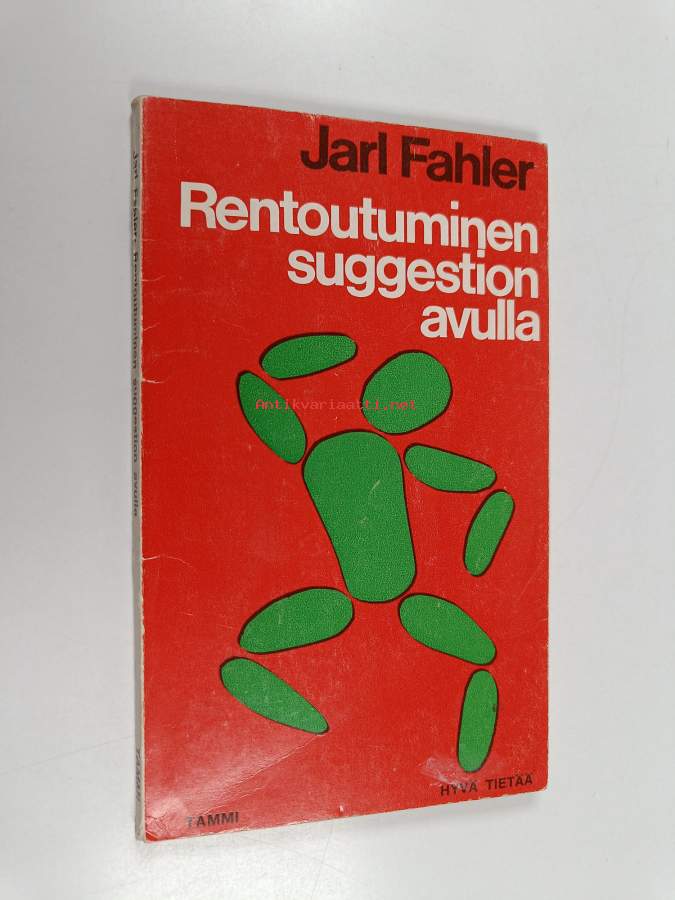 Jarl Fahler
Rentoutuminen
suggestion
avulla
Antikvariaatti.net
HYVÄ TIETÄÄ
TAMMI
Jarl Fahler: Rentoutuminen suggestion avulla
TAMMI